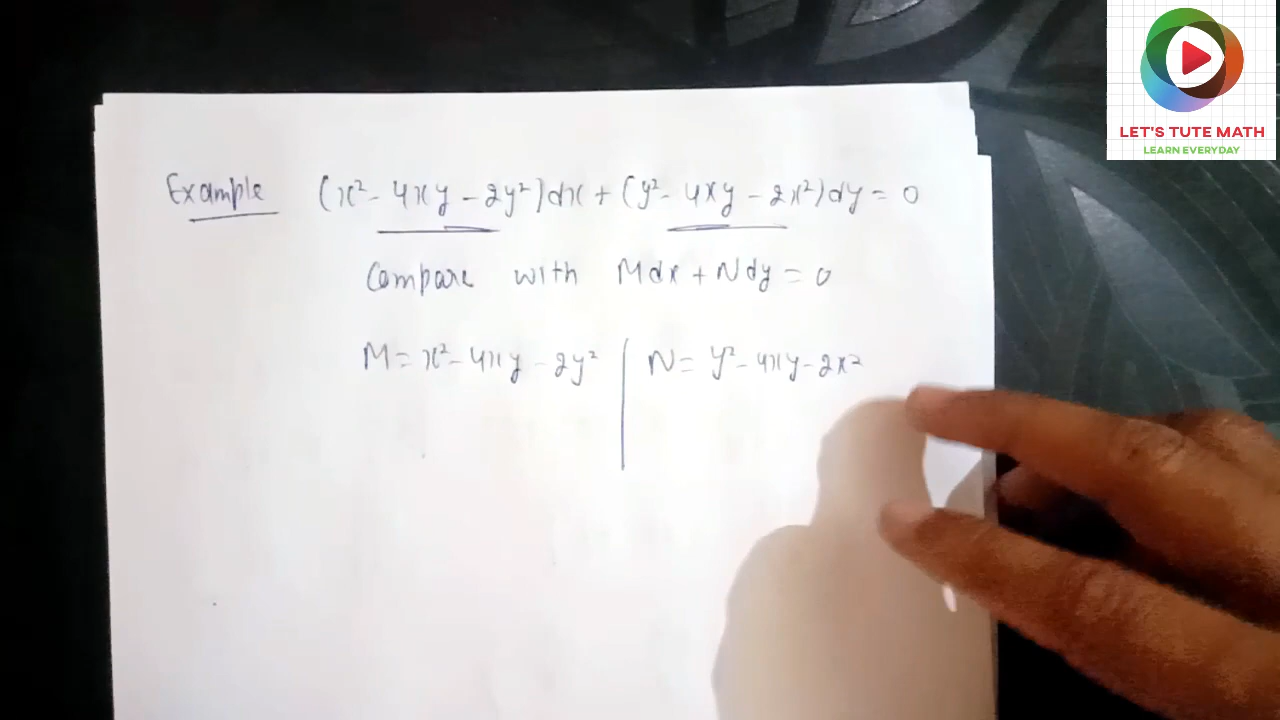 LET'S TUTE MATH
LEARN EVERYDAY
Example (x² - 4xy - 2y²)dx + (y² - 4xy - 2x²)dy = 0
Compare with Mdx + Ndy = 0
M = x² - 4xy - 2y² | N = y² - 4xy - 2x²